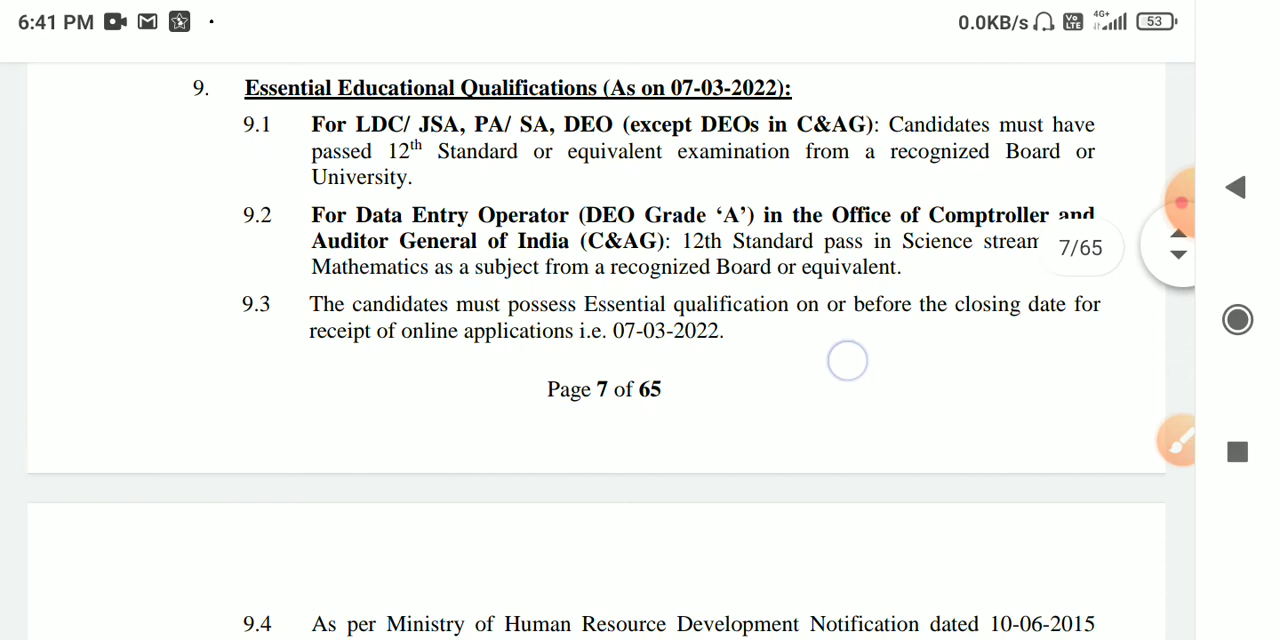 6:41 PM 0.0KB/s Vo LTE 4G+ 53
9. Essential Educational Qualifications (As on 07-03-2022):
9.1 For LDC/ JSA, PA/ SA, DEO (except DEOs in C&AG): Candidates must have
passed 12th Standard or equivalent examination from a recognized Board or
University.
9.2 For Data Entry Operator (DEO Grade ‘A’) in the Office of Comptroller and
Auditor General of India (C&AG): 12th Standard pass in Science stream
7/65
Mathematics as a subject from a recognized Board or equivalent.
9.3 The candidates must possess Essential qualification on or before the closing date for
receipt of online applications i.e. 07-03-2022.
Page 7 of 65
9.4 As per Ministry of Human Resource Development Notification dated 10-06-2015